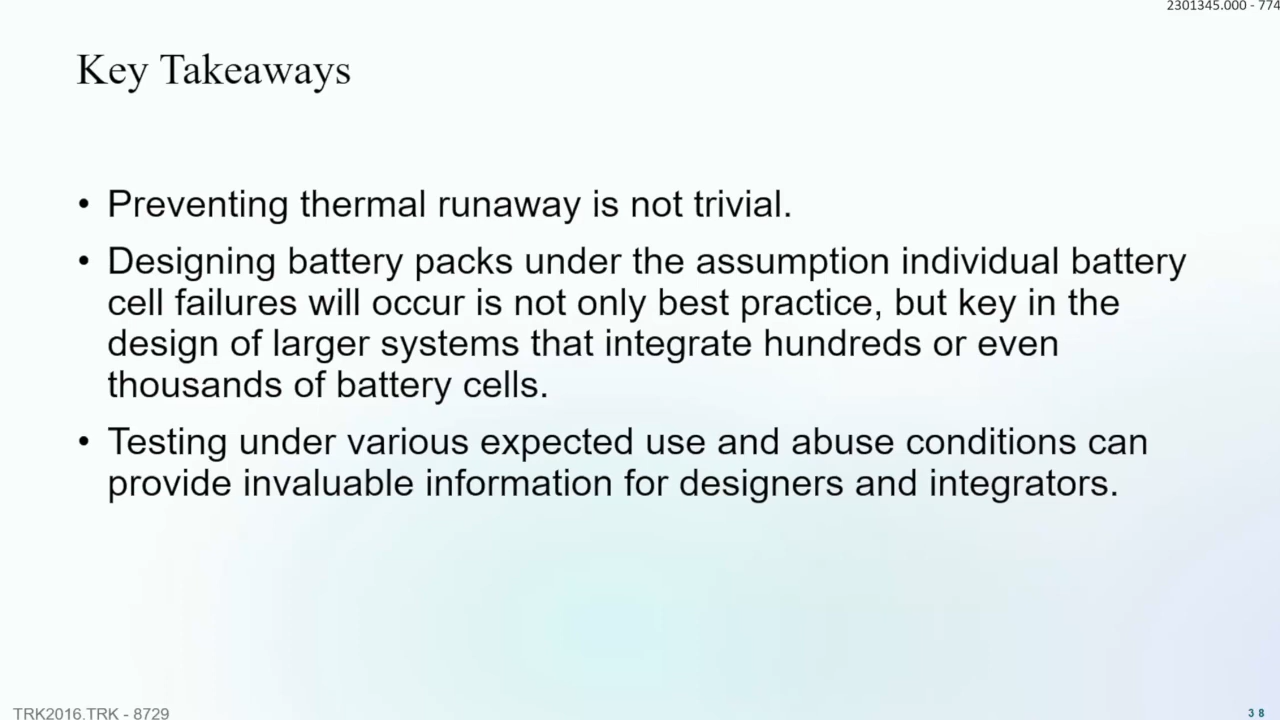 2301345.000 - 774
Key Takeaways
• Preventing thermal runaway is not trivial.
• Designing battery packs under the assumption individual battery
cell failures will occur is not only best practice, but key in the
design of larger systems that integrate hundreds or even
thousands of battery cells.
• Testing under various expected use and abuse conditions can
provide invaluable information for designers and integrators.
TRK2016.TRK - 8729
38